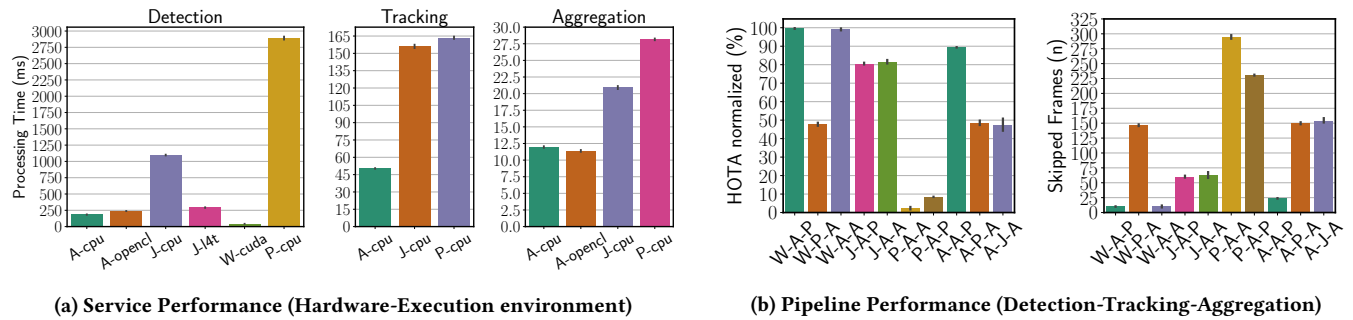 Detection
Processing Time (ms)
3000
2750
2500
2250
2000
1750
1500
1250
1000
750
500
250
0
A-cpu
A-opencl
J-cpu
J-l4t
W-cuda
P-cpu
Tracking
165
150
135
120
105
90
75
60
45
30
15
0
A-cpu
J-cpu
P-cpu
Aggregation
30.0
27.5
25.0
22.5
20.0
17.5
15.0
12.5
10.0
7.5
5.0
2.5
0.0
A-cpu
A-opencl
J-cpu
P-cpu
(a) Service Performance (Hardware-Execution environment)
HOTA normalized (%)
100
90
80
70
60
50
40
30
20
10
0
W-A-P
W-P-A
W-A-A
J-A-P
J-A-A
P-A-A
P-A-P
A-A-P
A-P-A
A-J-A
Skipped Frames (n)
325
300
275
250
225
200
175
150
125
100
75
50
25
0
W-A-P
W-P-A
W-A-A
J-A-P
J-A-A
P-A-A
P-A-P
A-A-P
A-P-A
A-J-A
(b) Pipeline Performance (Detection-Tracking-Aggregation)